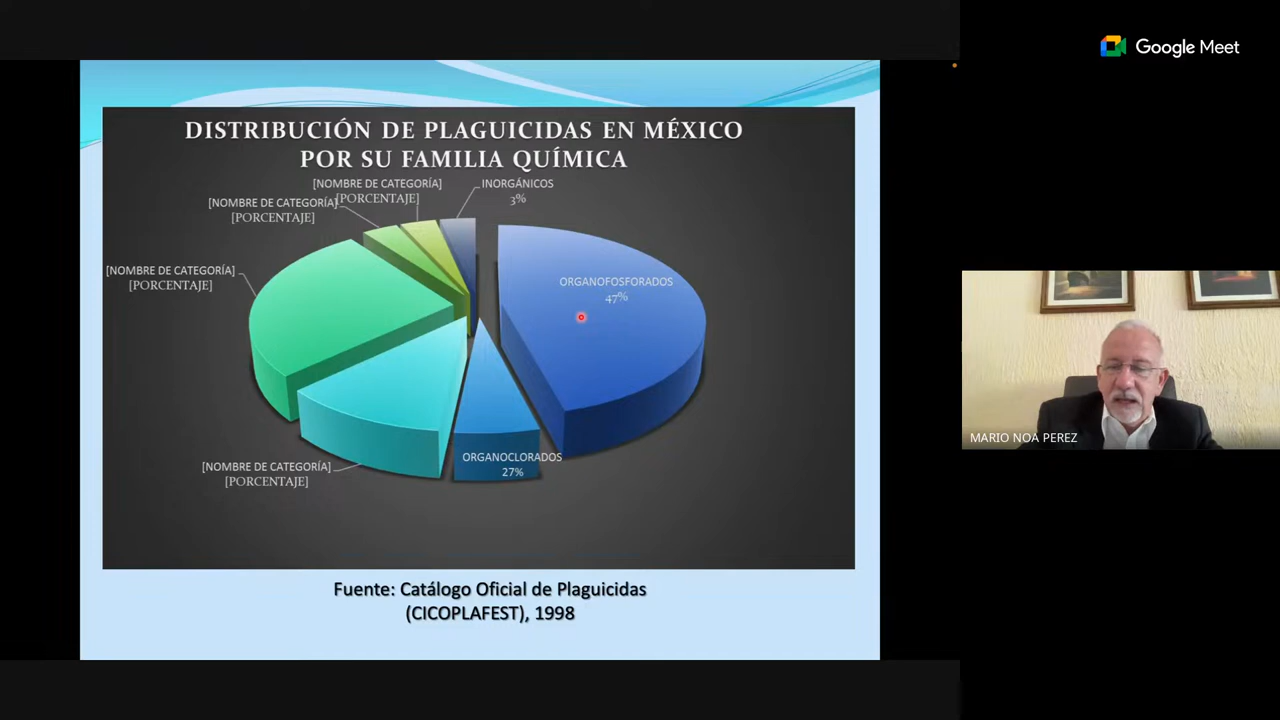 Google Meet
DISTRIBUCIÓN DE PLAGUICIDAS EN MÉXICO
POR SU FAMILIA QUÍMICA
[NOMBRE DE CATEGORÍA]
[PORCENTAJE]
INORGÁNICOS
3%
[NOMBRE DE CATEGORÍA]
[PORCENTAJE]
[NOMBRE DE CATEGORÍA]
[PORCENTAJE]
ORGANOFOSFORADOS
47%
[NOMBRE DE CATEGORÍA]
[PORCENTAJE]
ORGANOCLORADOS
27%
Fuente: Catálogo Oficial de Plaguicidas
(CICOPLAFEST), 1998
MARIO NOA PEREZ